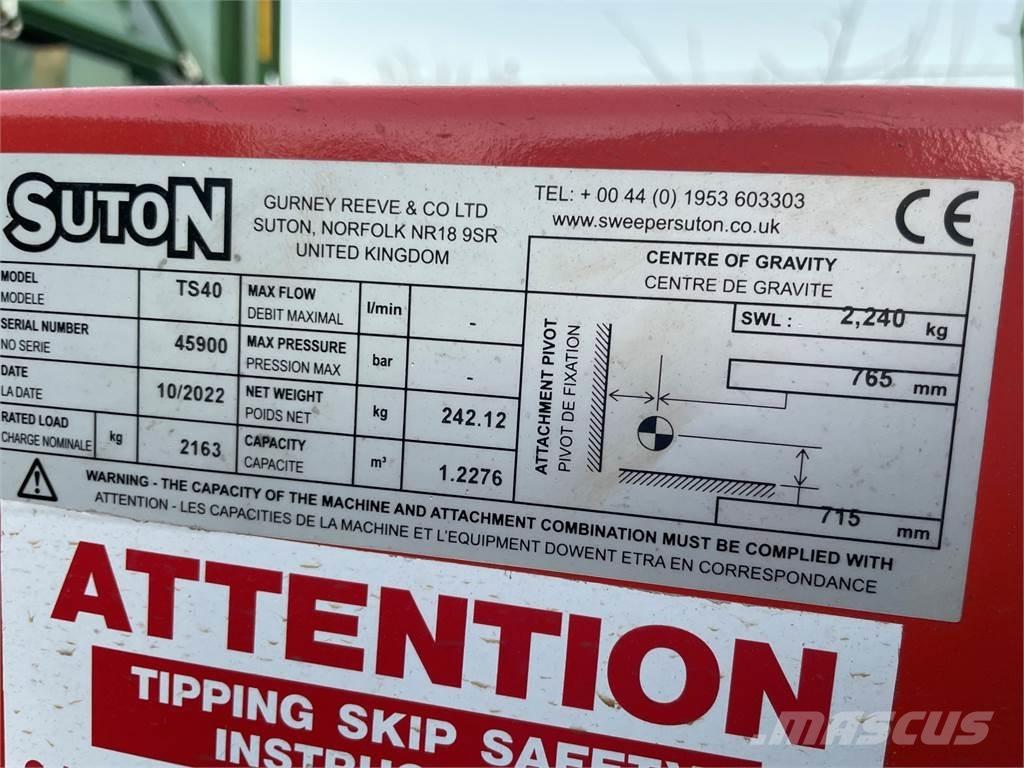 SUTON
GURNEY REEVE & CO LTD
SUTON, NORFOLK NR18 9SR
UNITED KINGDOM
TEL: + 00 44 (0) 1953 603303
www.sweepersuton.co.uk
CE
MODEL
MODELE
TS40
SERIAL NUMBER
NO SERIE
45900
DATE
LA DATE
10/2022
RATED LOAD
CHARGE NOMINALE
kg
2163
MAX FLOW
DEBIT MAXIMAL
l/min
-
MAX PRESSURE
PRESSION MAX
bar
-
NET WEIGHT
POIDS NET
kg
242.12
CAPACITY
CAPACITE
m³
1.2276
CENTRE OF GRAVITY
CENTRE DE GRAVITE
ATTACHMENT PIVOT
PIVOT DE FIXATION
SWL : 2,240 kg
765 mm
715 mm
WARNING - THE CAPACITY OF THE MACHINE AND ATTACHMENT COMBINATION MUST BE COMPLIED WITH
ATTENTION - LES CAPACITIES DE LA MACHINE ET L'EQUIPMENT DOWENT ETRA EN CORRESPONDANCE
ATTENTION
TIPPING SKIP SAFETY
MASCUS